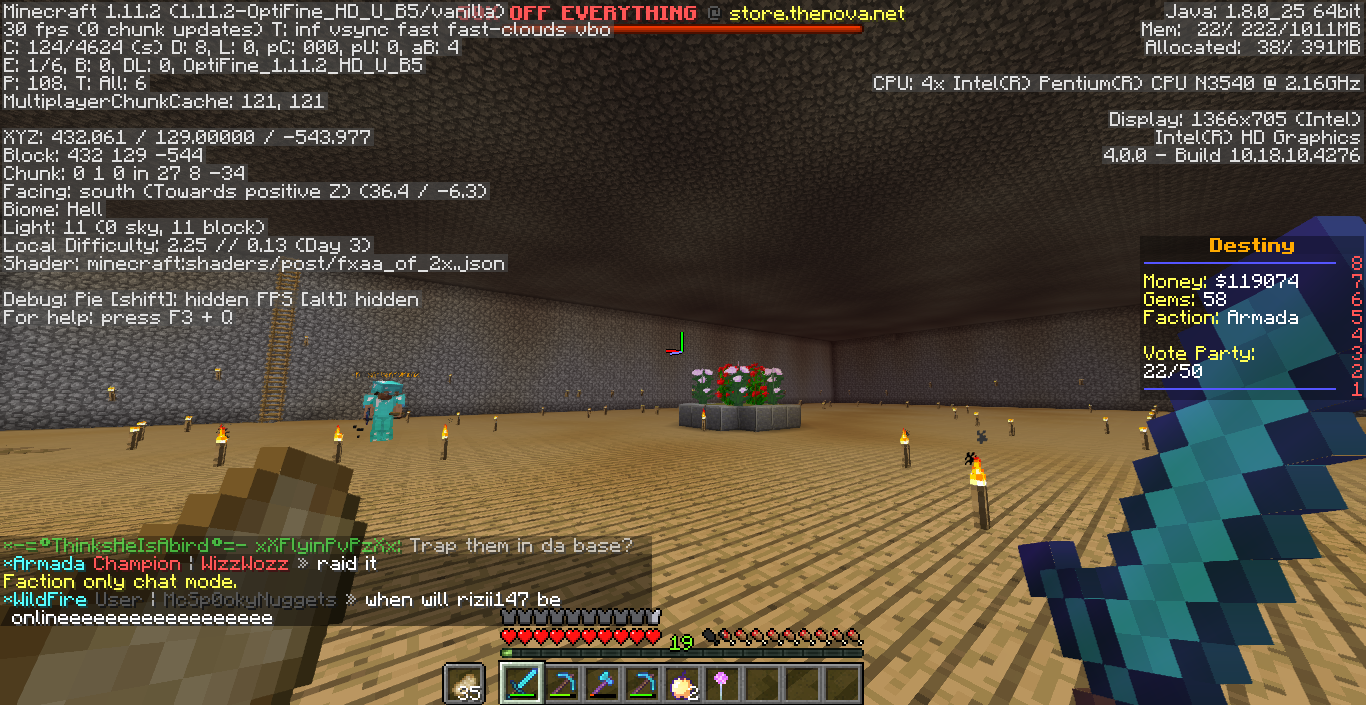 Minecraft 1.11.2 (1.11.2-OptiFine_HD_U_B5/vanilla)
OFF EVERYTHING @ store.thenova.net
30 fps (0 chunk updates) T: inf vsync fast fast-clouds vbo
C: 124/4624 (s) D: 8, L: 0, pC: 000, pU: 0, aB: 4
E: 1/6, B: 0, DL: 0, OptiFine_1.11.2_HD_U_B5
P: 108. T: All: 6
MultiplayerChunkCache: 121, 121
XYZ: 432.061 / 129.00000 / -543.977
Block: 432 129 -544
Chunk: 0 1 0 in 27 8 -34
Facing: south (Towards positive Z) (36.4 / -6.3)
Biome: Hell
Light: 11 (0 sky, 11 block)
Local Difficulty: 2.25 // 0.13 (Day 3)
Shader: minecraft:shaders/post/fxaa_of_2x.json
Debug: Pie [shift]: hidden FPS [alt]: hidden
For help: press F3 + Q
Java: 1.8.0_25 64bit
Mem: 22% 222/1011MB
Allocated: 38% 391MB
CPU: 4x Intel(R) Pentium(R) CPU N3540 @ 2.16GHz
Display: 1366x705 (Intel)
Intel(R) HD Graphics
4.0.0 - Build 10.18.10.4276
Destiny
8
Money: $119074 7
Gems: 58 6
Faction: Armada 5
4
Vote Party: 3
22/50 2
1
*-=ºThinksHeIsAbirdº=- xXFlyinPvPzXx: Trap them in da base?
*Armada Champion | WizzWozz » raid it
Faction only chat mode.
*WildFire User | Mc5p0okyNuggets » when will rizii147 be
onlineeeeeeeeeeeeeeeeeee
19
35
2